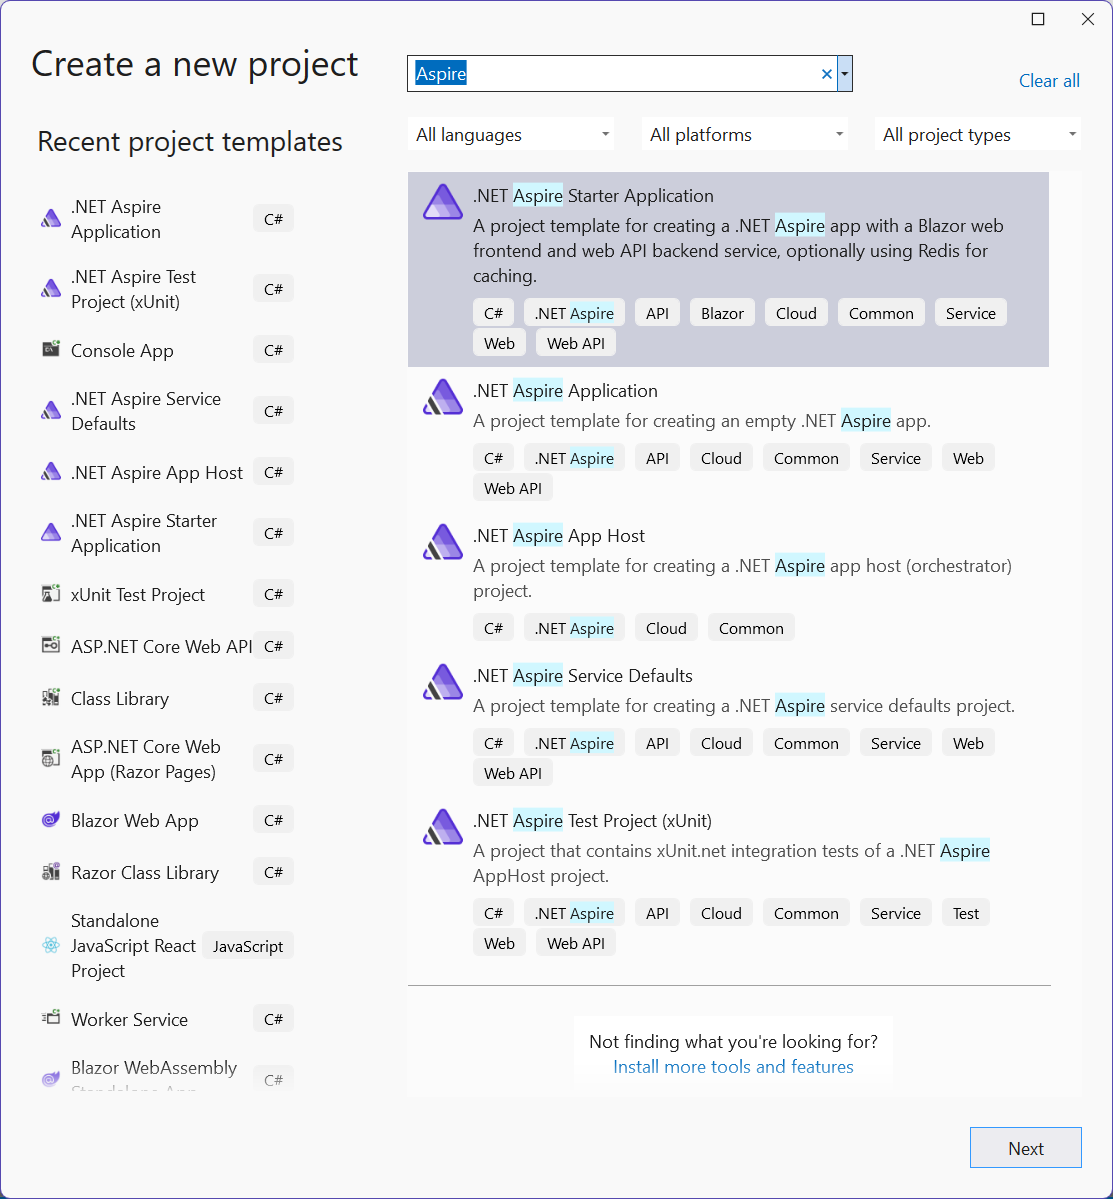 Create a new project
Aspire
Clear all
Recent project templates
All languages
All platforms
All project types
.NET Aspire
Application
C#
.NET Aspire Test
Project (xUnit)
C#
Console App
C#
.NET Aspire Service
Defaults
C#
.NET Aspire App Host
C#
.NET Aspire Starter
Application
C#
xUnit Test Project
C#
ASP.NET Core Web API
C#
Class Library
C#
ASP.NET Core Web
App (Razor Pages)
C#
Blazor Web App
C#
Razor Class Library
C#
Standalone
JavaScript React
Project
JavaScript
Worker Service
C#
Blazor WebAssembly
Standalone App
C#
.NET Aspire Starter Application
A project template for creating a .NET Aspire app with a Blazor web
frontend and web API backend service, optionally using Redis for
caching.
C# .NET Aspire API Blazor Cloud Common Service
Web Web API
.NET Aspire Application
A project template for creating an empty .NET Aspire app.
C# .NET Aspire API Cloud Common Service Web
Web API
.NET Aspire App Host
A project template for creating a .NET Aspire app host (orchestrator)
project.
C# .NET Aspire Cloud Common
.NET Aspire Service Defaults
A project template for creating a .NET Aspire service defaults project.
C# .NET Aspire API Cloud Common Service Web
Web API
.NET Aspire Test Project (xUnit)
A project that contains xUnit.net integration tests of a .NET Aspire
AppHost project.
C# .NET Aspire API Cloud Common Service Test
Web Web API
Not finding what you're looking for?
Install more tools and features
Next